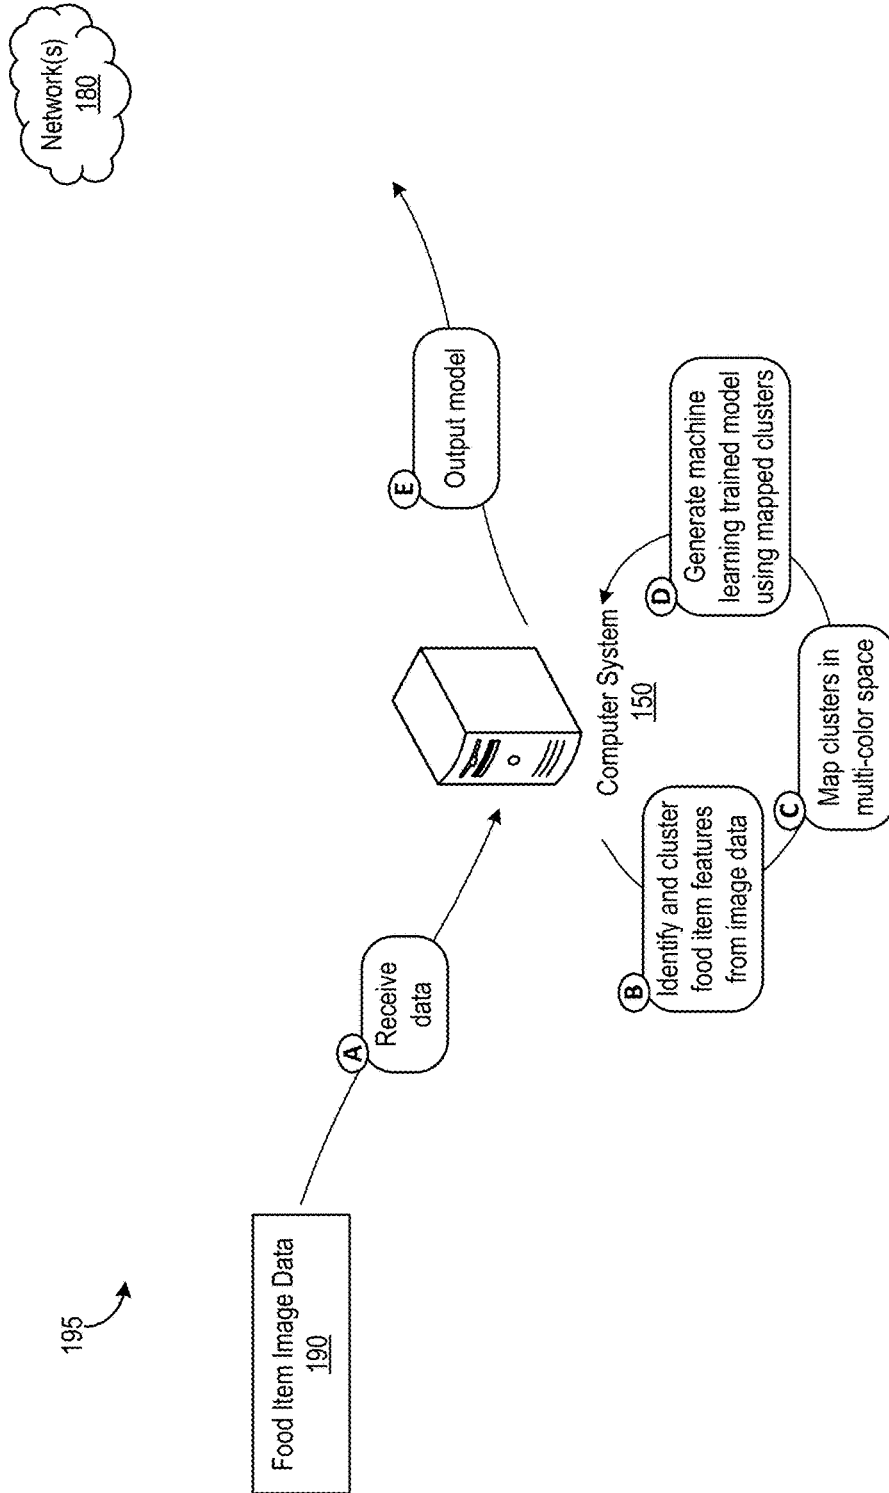 195
Network(s)
180
Food Item Image Data
190
A
Receive
data
Computer System
150
B
Identify and cluster
food item features
from image data
C
Map clusters in
multi-color space
D
Generate machine
learning trained model
using mapped clusters
E
Output model